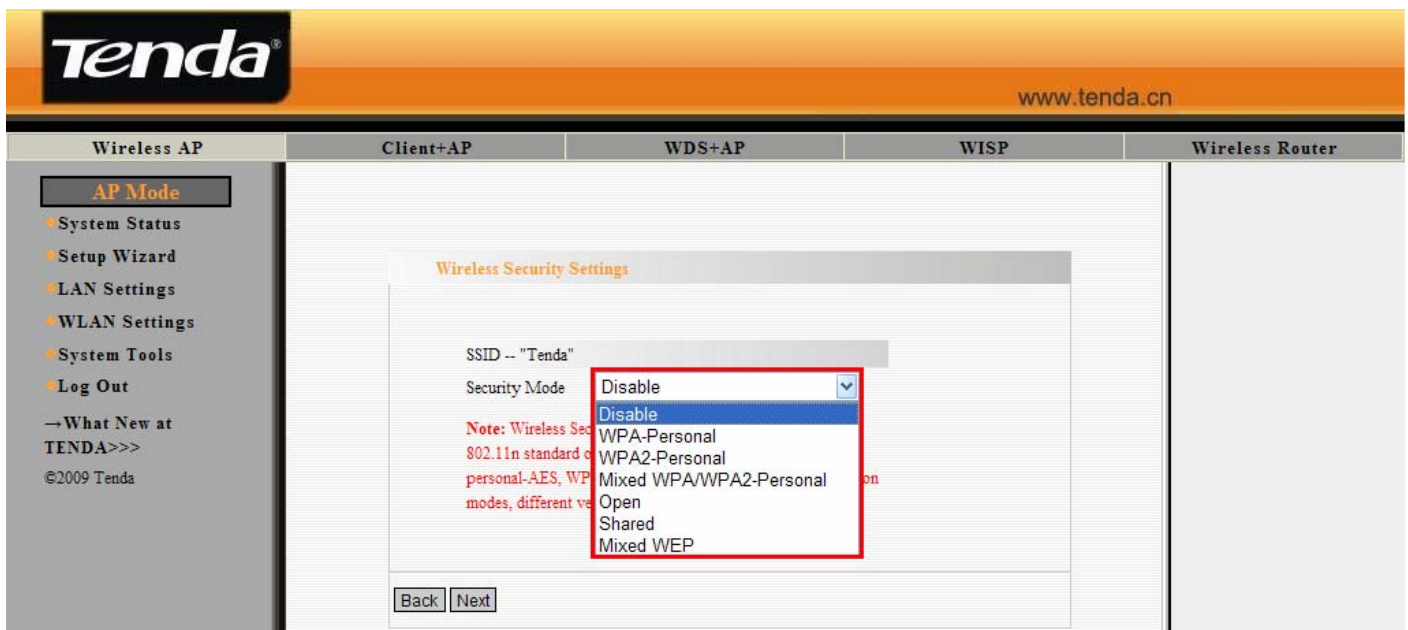 Tenda®
www.tenda.cn
Wireless AP Client+AP WDS+AP WISP Wireless Router
AP Mode
System Status
Setup Wizard
LAN Settings
WLAN Settings
System Tools
Log Out
→What New at
TENDA>>>
©2009 Tenda
Wireless Security Settings
SSID -- "Tenda"
Security Mode Disable
Disable
WPA-Personal
WPA2-Personal
Mixed WPA/WPA2-Personal
Open
Shared
Mixed WEP
Note: Wireless
802.11n standard
personal-AES, on
modes, different
Back Next